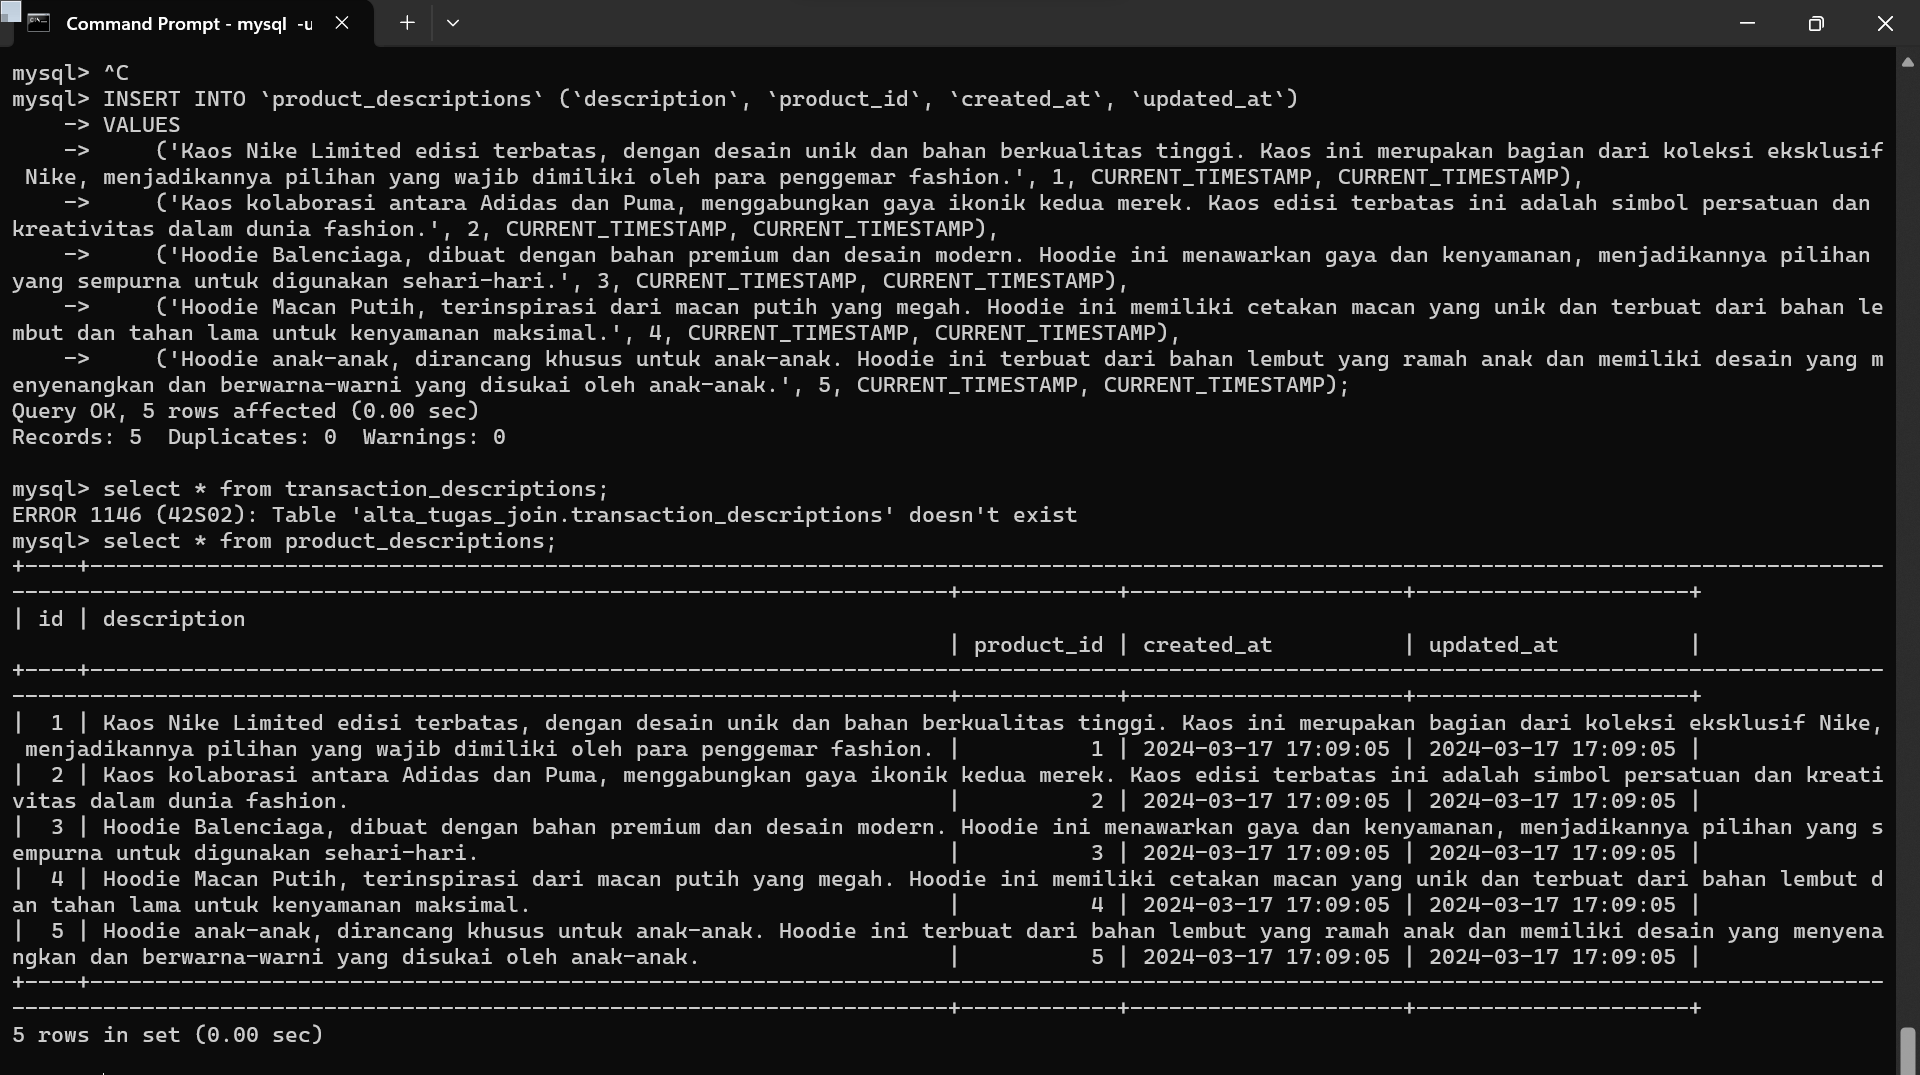 Command Prompt - mysql -u
mysql> ^C
mysql> INSERT INTO `product_descriptions` (`description`, `product_id`, `created_at`, `updated_at`)
    -> VALUES
    ->     ('Kaos Nike Limited edisi terbatas, dengan desain unik dan bahan berkualitas tinggi. Kaos ini merupakan bagian dari koleksi eksklusif
 Nike, menjadikannya pilihan yang wajib dimiliki oleh para penggemar fashion.', 1, CURRENT_TIMESTAMP, CURRENT_TIMESTAMP),
    ->     ('Kaos kolaborasi antara Adidas dan Puma, menggabungkan gaya ikonik kedua merek. Kaos edisi terbatas ini adalah simbol persatuan dan
kreativitas dalam dunia fashion.', 2, CURRENT_TIMESTAMP, CURRENT_TIMESTAMP),
    ->     ('Hoodie Balenciaga, dibuat dengan bahan premium dan desain modern. Hoodie ini menawarkan gaya dan kenyamanan, menjadikannya pilihan
yang sempurna untuk digunakan sehari-hari.', 3, CURRENT_TIMESTAMP, CURRENT_TIMESTAMP),
    ->     ('Hoodie Macan Putih, terinspirasi dari macan putih yang megah. Hoodie ini memiliki cetakan macan yang unik dan terbuat dari bahan le
mbut dan tahan lama untuk kenyamanan maksimal.', 4, CURRENT_TIMESTAMP, CURRENT_TIMESTAMP),
    ->     ('Hoodie anak-anak, dirancang khusus untuk anak-anak. Hoodie ini terbuat dari bahan lembut yang ramah anak dan memiliki desain yang m
enyenangkan dan berwarna-warni yang disukai oleh anak-anak.', 5, CURRENT_TIMESTAMP, CURRENT_TIMESTAMP);
Query OK, 5 rows affected (0.00 sec)
Records: 5  Duplicates: 0  Warnings: 0
mysql> select * from transaction_descriptions;
ERROR 1146 (42S02): Table 'alta_tugas_join.transaction_descriptions' doesn't exist
mysql> select * from product_descriptions;
| id | description
| product_id | created_at | updated_at |
|  1 | Kaos Nike Limited edisi terbatas, dengan desain unik dan bahan berkualitas tinggi. Kaos ini merupakan bagian dari koleksi eksklusif Nike,
 menjadikannya pilihan yang wajib dimiliki oleh para penggemar fashion. | 1 | 2024-03-17 17:09:05 | 2024-03-17 17:09:05 |
|  2 | Kaos kolaborasi antara Adidas dan Puma, menggabungkan gaya ikonik kedua merek. Kaos edisi terbatas ini adalah simbol persatuan dan kreati
vitas dalam dunia fashion. | 2 | 2024-03-17 17:09:05 | 2024-03-17 17:09:05 |
|  3 | Hoodie Balenciaga, dibuat dengan bahan premium dan desain modern. Hoodie ini menawarkan gaya dan kenyamanan, menjadikannya pilihan yang s
empurna untuk digunakan sehari-hari. | 3 | 2024-03-17 17:09:05 | 2024-03-17 17:09:05 |
|  4 | Hoodie Macan Putih, terinspirasi dari macan putih yang megah. Hoodie ini memiliki cetakan macan yang unik dan terbuat dari bahan lembut d
an tahan lama untuk kenyamanan maksimal. | 4 | 2024-03-17 17:09:05 | 2024-03-17 17:09:05 |
|  5 | Hoodie anak-anak, dirancang khusus untuk anak-anak. Hoodie ini terbuat dari bahan lembut yang ramah anak dan memiliki desain yang menyena
ngkan dan berwarna-warni yang disukai oleh anak-anak. | 5 | 2024-03-17 17:09:05 | 2024-03-17 17:09:05 |
5 rows in set (0.00 sec)